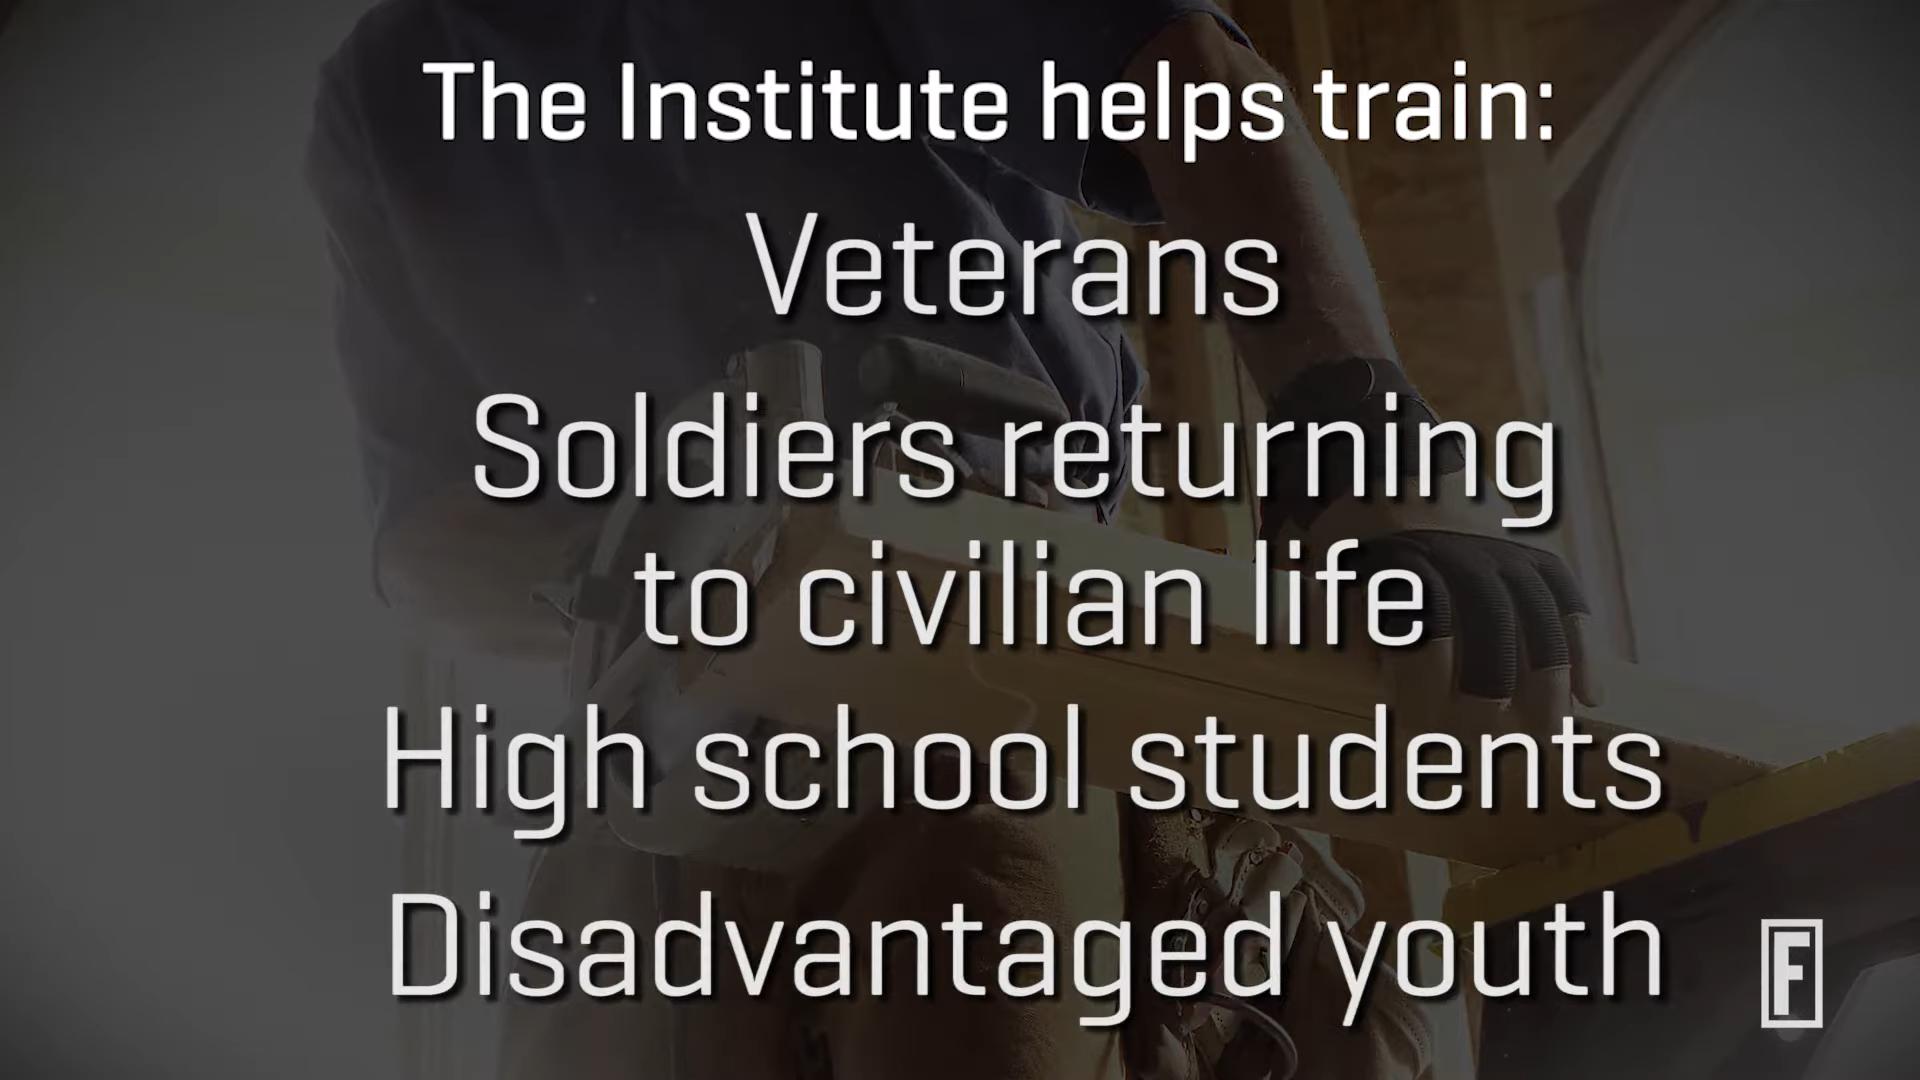 The Institute helps train:
Veterans
Soldiers returning
to civilian life
High school students
Disadvantaged youth
F